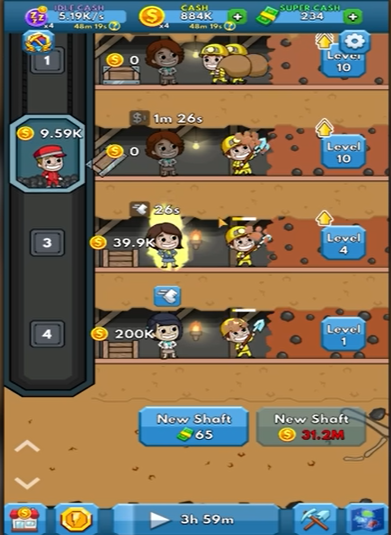 IDLE CASH CASH SUPER CASH
5.19K/s 884K 234
x4 48m 19s x4 48m 19s
1 0 Level 10
1m 26s
9.59K 0 Level 10
26s
3 39.9K Level 4
4 200K Level 1
New Shaft New Shaft
65 31.2M
3h 59m